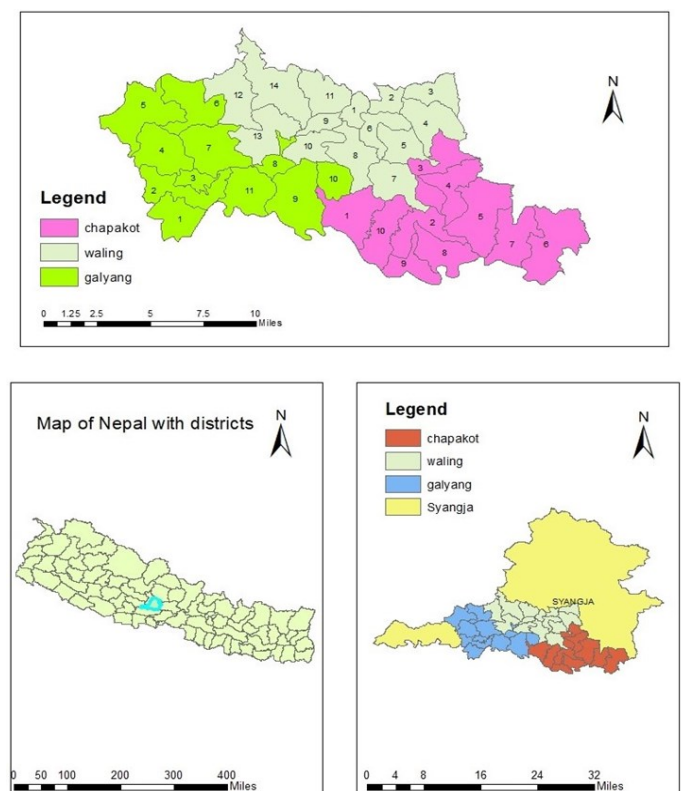 N
12
14
11
2
3
5
6
1
9
6
4
13
10
5
4
7
8
8
3
3
7
2
10
4
11
9
1
1
2
5
10
7
6
8
9
Legend
chapakot
waling
galyang
0 1.25 2.5 5 7.5 10
Miles
Map of Nepal with districts
N
0 50 100 200 300 400
Miles
Legend
chapakot
waling
galyang
Syangja
N
SYANGJA
0 4 8 16 24 32
Miles